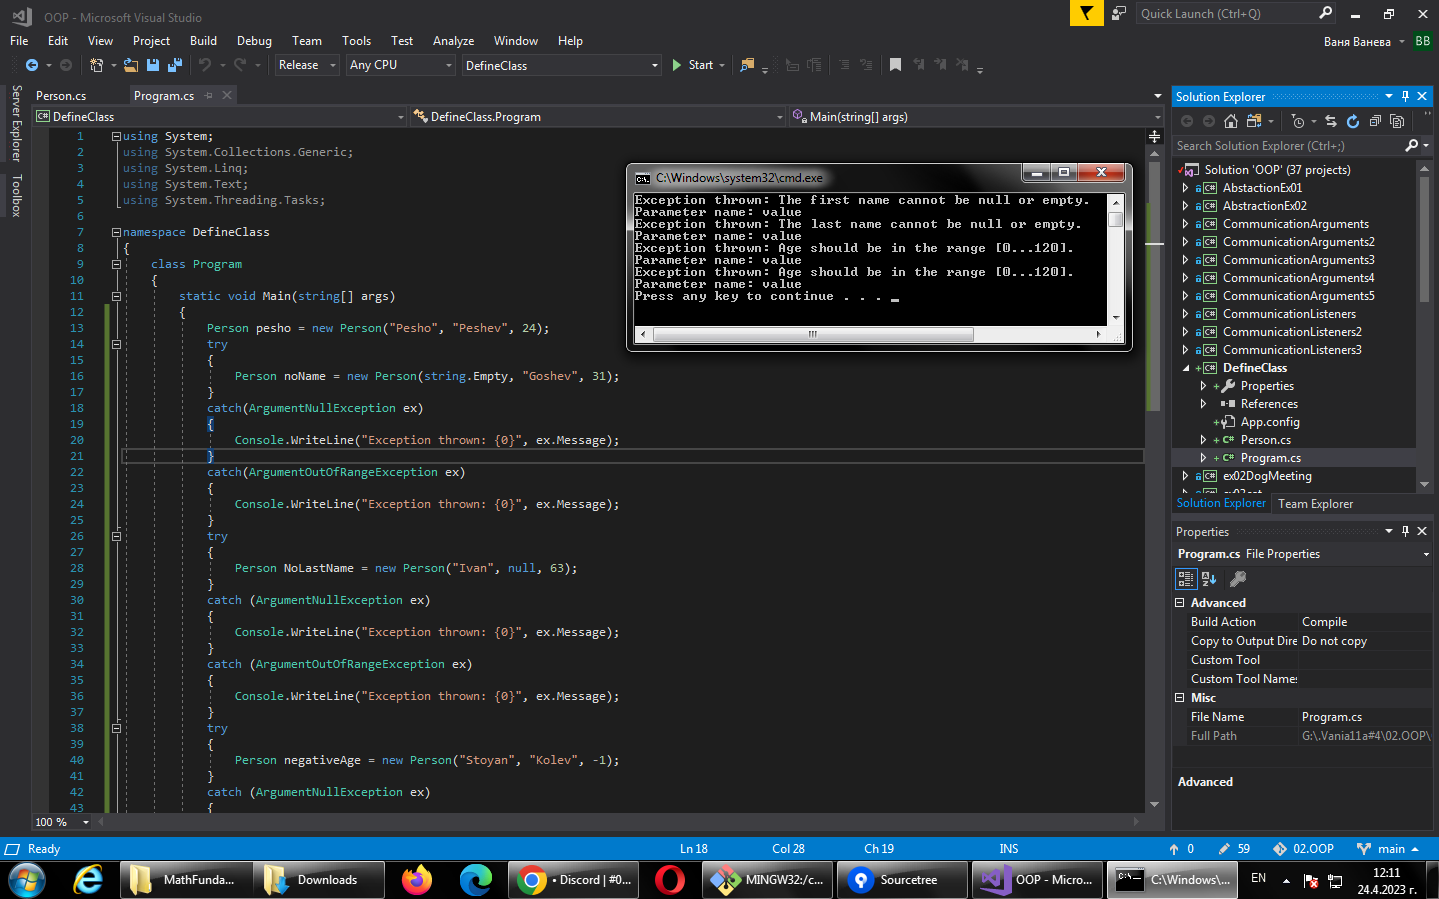 OOP - Microsoft Visual Studio
Quick Launch (Ctrl+Q)
File Edit View Project Build Debug Team Tools Test Analyze Window Help
Ваня Ванева BB
Release Any CPU DefineClass Start
Server Explorer
Toolbox
Person.cs Program.cs
DefineClass DefineClass.Program Main(string[] args)
1 using System;
2 using System.Collections.Generic;
3 using System.Linq;
4 using System.Text;
5 using System.Threading.Tasks;
6
7 namespace DefineClass
8 {
9 class Program
10 {
11 static void Main(string[] args)
12 {
13 Person pesho = new Person("Pesho", "Peshev", 24);
14 try
15 {
16 Person noName = new Person(string.Empty, "Goshev", 31);
17 }
18 catch(ArgumentNullException ex)
19 {
20 Console.WriteLine("Exception thrown: {0}", ex.Message);
21 }
22 catch(ArgumentOutOfRangeException ex)
23 {
24 Console.WriteLine("Exception thrown: {0}", ex.Message);
25 }
26 try
27 {
28 Person NoLastName = new Person("Ivan", null, 63);
29 }
30 catch (ArgumentNullException ex)
31 {
32 Console.WriteLine("Exception thrown: {0}", ex.Message);
33 }
34 catch (ArgumentOutOfRangeException ex)
35 {
36 Console.WriteLine("Exception thrown: {0}", ex.Message);
37 }
38 try
39 {
40 Person negativeAge = new Person("Stoyan", "Kolev", -1);
41 }
42 catch (ArgumentNullException ex)
43 {
100 %
C:\Windows\system32\cmd.exe
Exception thrown: The first name cannot be null or empty.
Parameter name: value
Exception thrown: The last name cannot be null or empty.
Parameter name: value
Exception thrown: Age should be in the range [0...120].
Parameter name: value
Exception thrown: Age should be in the range [0...120].
Parameter name: value
Press any key to continue . . . _
Solution Explorer
Search Solution Explorer (Ctrl+;)
Solution 'OOP' (37 projects)
C# AbstactionEx01
C# AbstractionEx02
C# CommunicationArguments
C# CommunicationArguments2
C# CommunicationArguments3
C# CommunicationArguments4
C# CommunicationArguments5
C# CommunicationListeners
C# CommunicationListeners2
C# CommunicationListeners3
C# DefineClass
Properties
References
App.config
C# Person.cs
C# Program.cs
C# ex02DogMeeting
Solution Explorer Team Explorer
Properties
Program.cs File Properties
Advanced
Build Action Compile
Copy to Output Dire Do not copy
Custom Tool
Custom Tool Names
Misc
File Name Program.cs
Full Path G:\.Vania11a#4\02.OOP\
Advanced
Ready Ln 18 Col 28 Ch 19 INS 0 59 02.OOP main
MathFunda... Downloads • Discord | #0... MINGW32:/c... Sourcetree OOP - Micro... C:\Windows\... EN
12:11
24.4.2023 г.